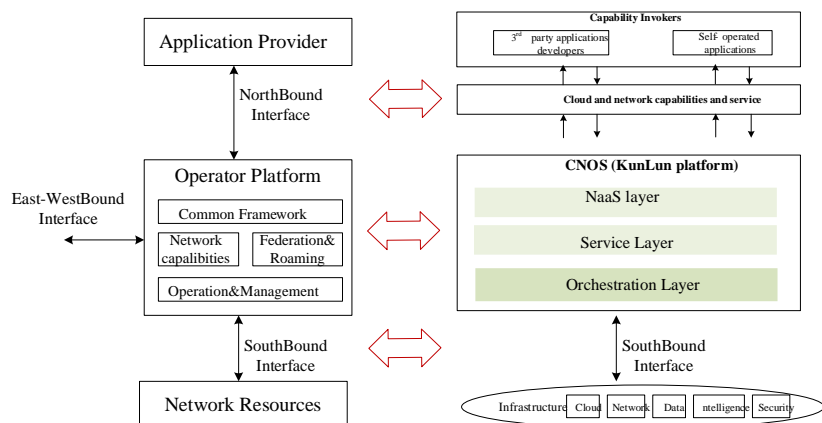 Application Provider
NorthBound
Interface
Operator Platform
East-WestBound
Interface
Common Framework
Network
capalibities
Federation&
Roaming
Operation&Management
SouthBound
Interface
Network Resources
Capability Invokers
3rd party applications
developers
Self- operated
applications
Cloud and network capabilities and service
CNOS (KunLun platform)
NaaS layer
Service Layer
Orchestration Layer
SouthBound
Interface
Infrastructure Cloud Network Data ntelligence Security